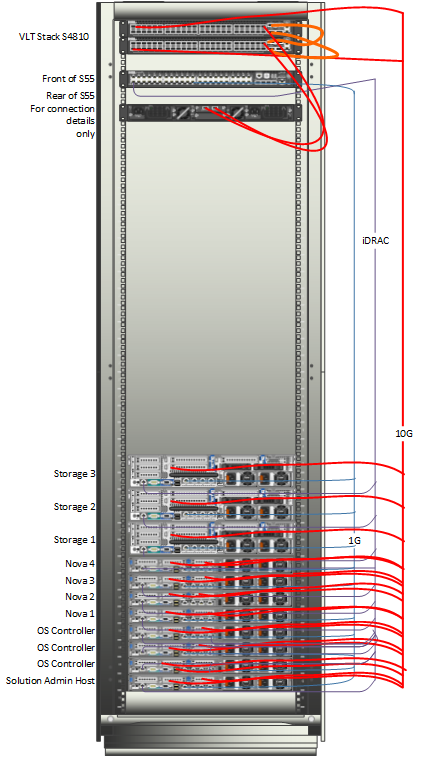 VLT Stack S4810
Front of S55
Rear of S55
For connection
details
only
iDRAC
10G
Storage 3
Storage 2
Storage 1
1G
Nova 4
Nova 3
Nova 2
Nova 1
OS Controller
OS Controller
OS Controller
Solution Admin Host